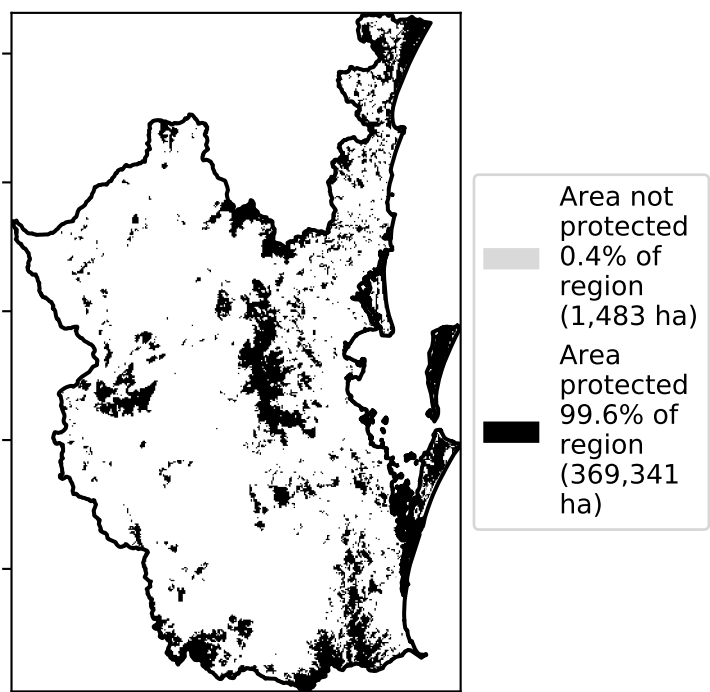 Area not
protected
0.4% of
region
(1,483 ha)
Area
protected
99.6% of
region
(369,341
ha)